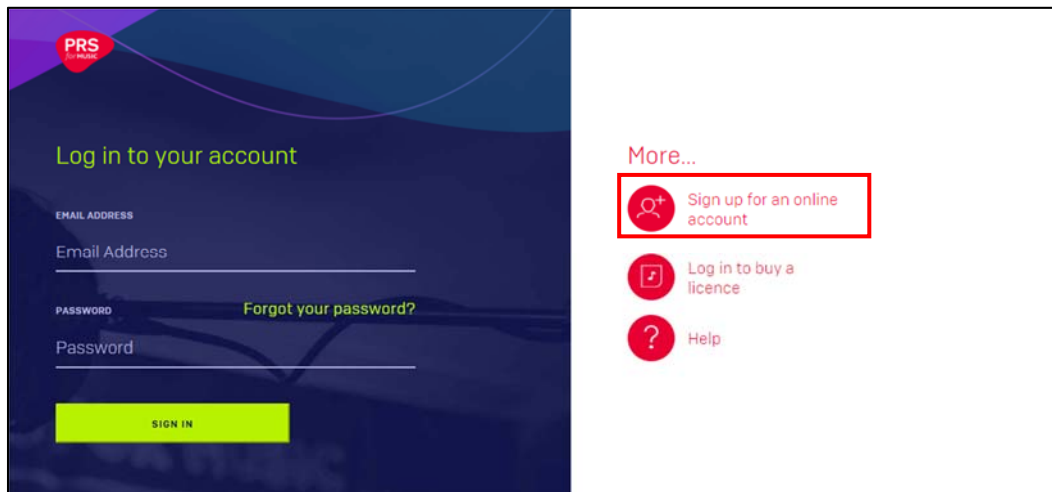 PRS
for MUSIC
Log in to your account
EMAIL ADDRESS
Email Address
PASSWORD
Forgot your password?
Password
SIGN IN
More...
Sign up for an online
account
Log in to buy a
licence
?
Help